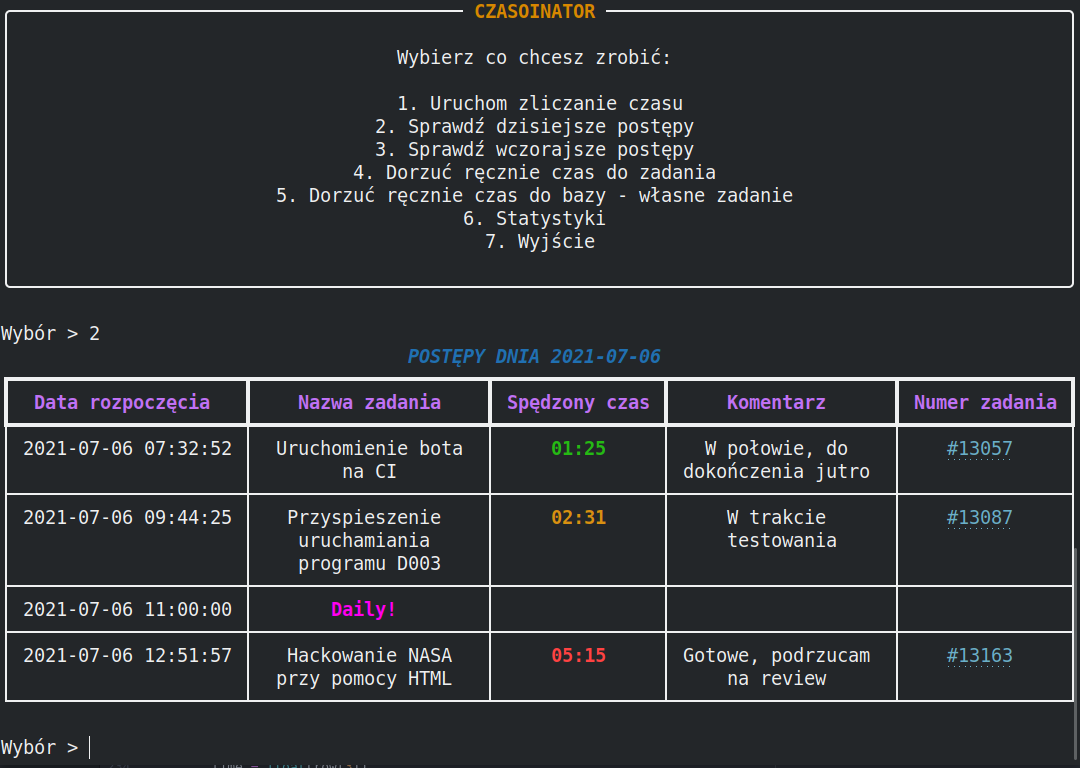 CZASOINATOR
Wybierz co chcesz zrobić:
1. Uruchom zliczanie czasu
2. Sprawdź dzisiejsze postępy
3. Sprawdź wczorajsze postępy
4. Dorzuć ręcznie czas do zadania
5. Dorzuć ręcznie czas do bazy - własne zadanie
6. Statystyki
7. Wyjście
Wybór > 2
POSTĘPY DNIA 2021-07-06
Data rozpoczęcia Nazwa zadania Spędzony czas Komentarz Numer zadania
2021-07-06 07:32:52 Uruchomienie bota 01:25 W połowie, do #13057
na CI dokończenia jutro
2021-07-06 09:44:25 Przyspieszenie 02:31 W trakcie #13087
uruchamiania testowania
programu D003
2021-07-06 11:00:00 Daily!
2021-07-06 12:51:57 Hackowanie NASA 05:15 Gotowe, podrzucam #13163
przy pomocy HTML na review
Wybór >